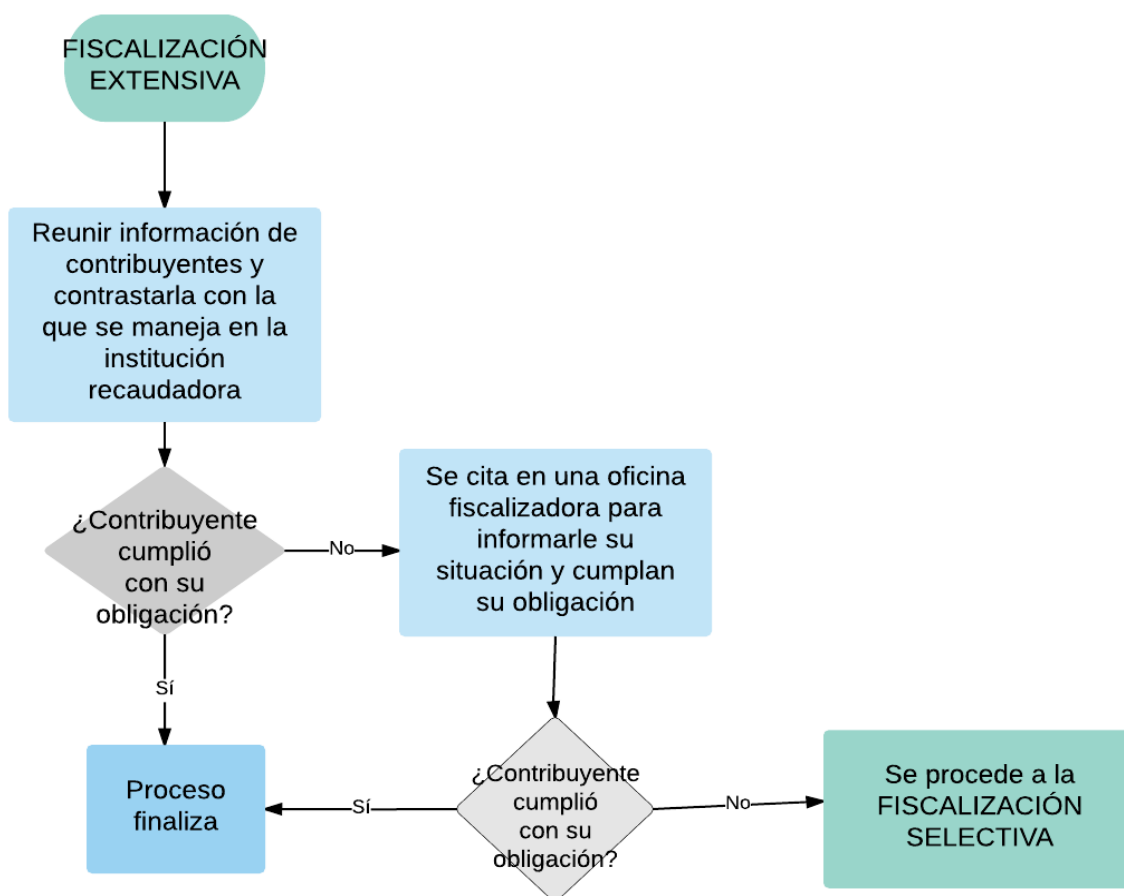 FISCALIZACIÓN
EXTENSIVA
Reunir información de
contribuyentes y
contrastarla con la
que se maneja en la
institución
recaudadora
¿Contribuyente
cumplió
con su
obligación?
No
Se cita en una oficina
fiscalizadora para
informarle su
situación y cumplan
su obligación
Sí
Proceso
finaliza
¿Contribuyente
cumplió
con su
obligación?
Sí
No
Se procede a la
FISCALIZACIÓN
SELECTIVA